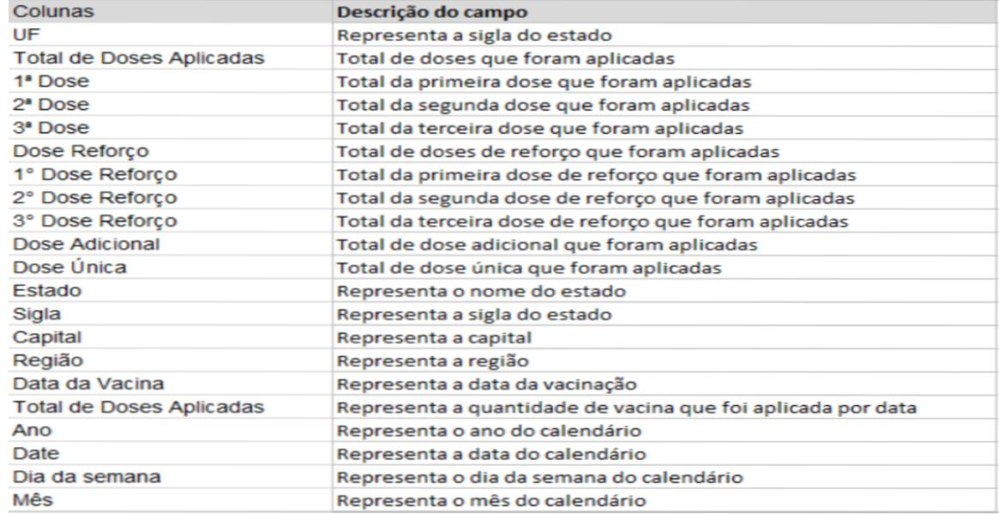 Colunas Descrição do campo
UF Representa a sigla do estado
Total de Doses Aplicadas Total de doses que foram aplicadas
1ª Dose Total da primeira dose que foram aplicadas
2ª Dose Total da segunda dose que foram aplicadas
3ª Dose Total da terceira dose que foram aplicadas
Dose Reforço Total de doses de reforço que foram aplicadas
1° Dose Reforço Total da primeira dose de reforço que foram aplicadas
2° Dose Reforço Total da segunda dose de reforço que foram aplicadas
3° Dose Reforço Total da terceira dose de reforço que foram aplicadas
Dose Adicional Total de dose adicional que foram aplicadas
Dose Única Total de dose única que foram aplicadas
Estado Representa o nome do estado
Sigla Representa a sigla do estado
Capital Representa a capital
Região Representa a região
Data da Vacina Representa a data da vacinação
Total de Doses Aplicadas Representa a quantidade de vacina que foi aplicada por data
Ano Representa o ano do calendário
Date Representa a data do calendário
Dia da semana Representa o dia da semana do calendário
Mês Representa o mês do calendário